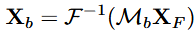 𝐗_b = ℱ⁻¹(ℳ_b 𝐗_F)